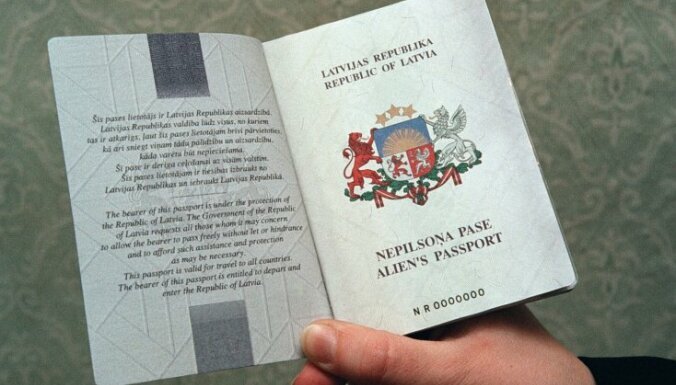 Šīs pases lietotājs ir Latvijas Republikas aizsardzībā.
Latvijas Republikas valdība lūdz visus, no kuriem
tas ir atkarīgs, ļaut šīs pases lietotājam brīvi pārvietoties,
kā arī sniegt viņam tādu palīdzību un aizsardzību,
kāda varētu būt nepieciešama.
Šī pase ir derīga ceļošanai uz visām valstīm.
Šīs pases lietotājam ir tiesības izbraukt no
Latvijas Republikas un iebraukt Latvijas Republikā.
The bearer of this passport is under the protection of
the Republic of Latvia. The Government of the Republic
of Latvia requests all those whom it may concern,
to allow the bearer to pass freely without let or hindrance
and to afford such assistance and protection
as may be necessary.
This passport is valid for travel to all countries.
The bearer of this passport is entitled to depart and
enter the Republic of Latvia.
LATVIJAS REPUBLIKA
REPUBLIC OF LATVIA
NEPILSOŅA PASE
ALIEN'S PASSPORT
NR0000000